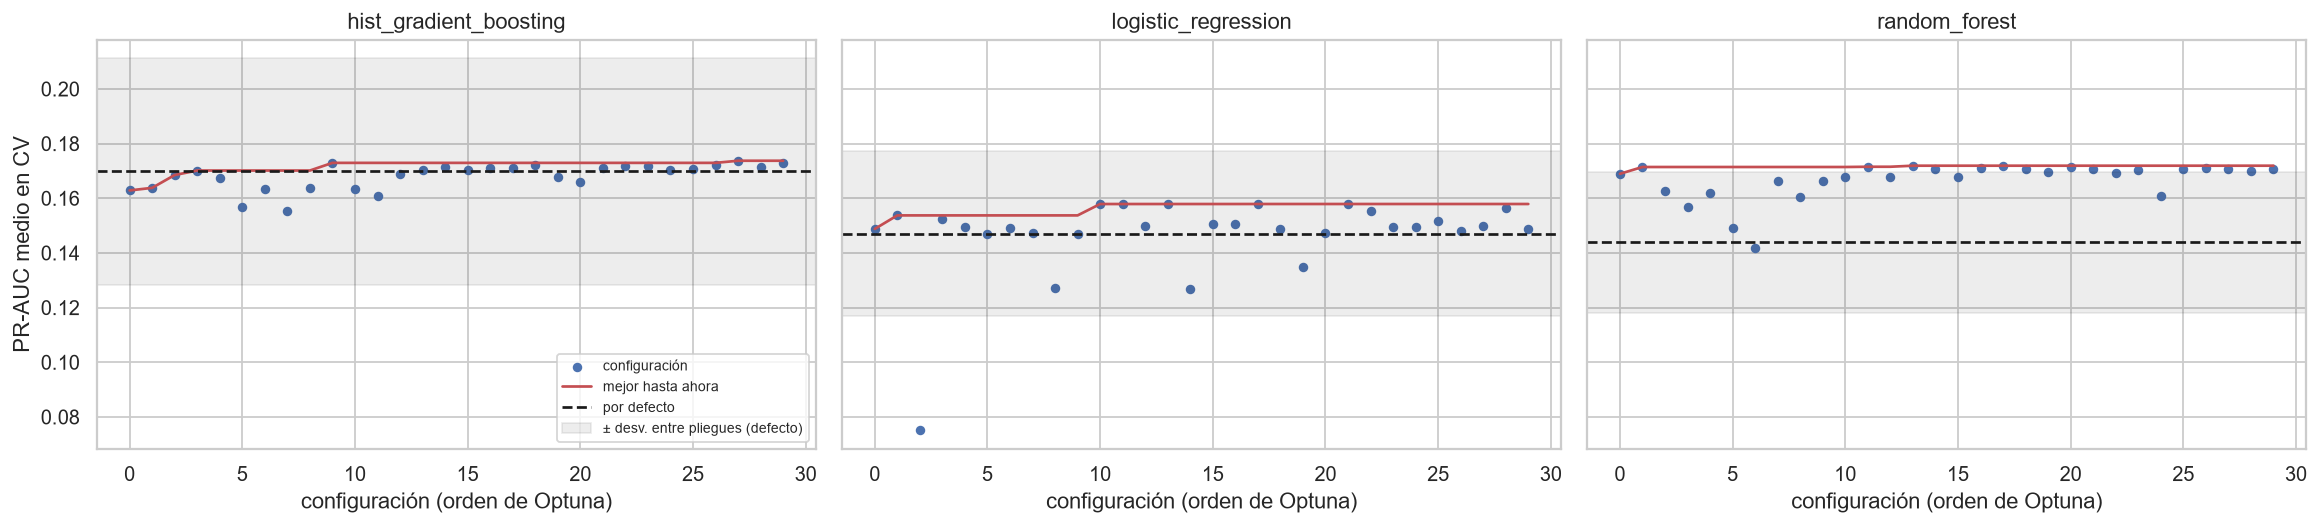 hist_gradient_boosting
logistic_regression
random_forest
PR-AUC medio en CV
0.20
0.18
0.16
0.14
0.12
0.10
0.08
configuración
mejor hasta ahora
por defecto
± desv. entre pliegues (defecto)
0 5 10 15 20 25 30
0 5 10 15 20 25 30
0 5 10 15 20 25 30
configuración (orden de Optuna)
configuración (orden de Optuna)
configuración (orden de Optuna)